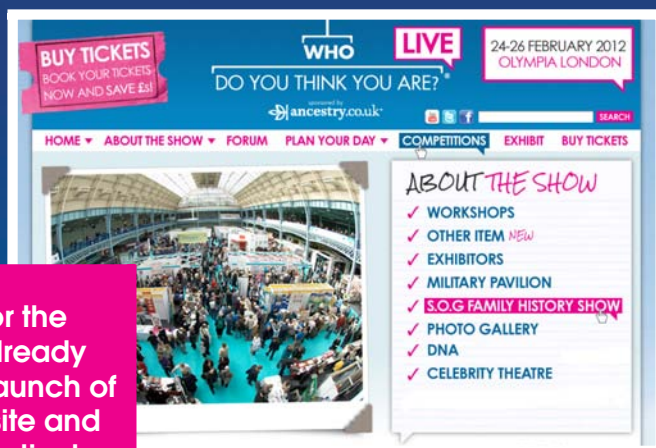 BUY TICKETS
BOOK YOUR TICKETS
NOW AND SAVE £s!
WHO
DO YOU THINK YOU ARE?®
LIVE
sponsored by
ancestry.co.uk
24-26 FEBRUARY 2012
OLYMPIA LONDON
SEARCH
HOME ABOUT THE SHOW FORUM PLAN YOUR DAY COMPETITIONS EXHIBIT BUY TICKETS
ABOUT THE SHOW
WORKSHOPS
OTHER ITEM NEW
EXHIBITORS
MILITARY PAVILION
S.O.G FAMILY HISTORY SHOW
PHOTO GALLERY
DNA
CELEBRITY THEATRE
or the
lready
aunch of
site and